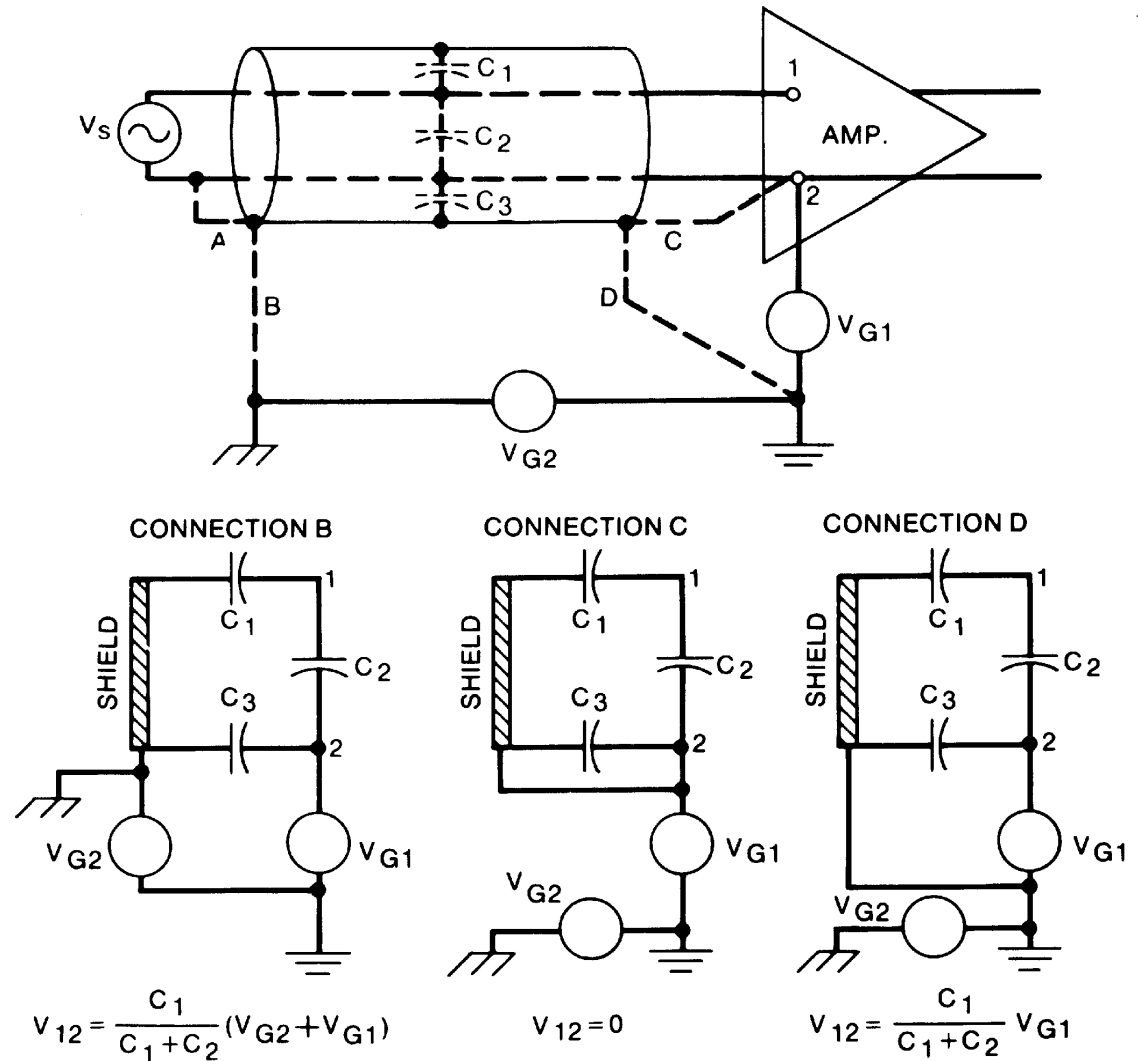 C1
1
VS
C2
AMP.
C3
2
A
C
B
D
VG1
VG2
CONNECTION B
CONNECTION C
CONNECTION D
SHIELD
C1
1
C2
C3
2
VG2
VG1
SHIELD
C1
1
C2
C3
2
VG1
VG2
SHIELD
C1
1
C2
C3
2
VG1
VG2
V12 = C1/(C1+C2) (VG2+VG1)
V12=0
V12 = C1/(C1+C2) VG1